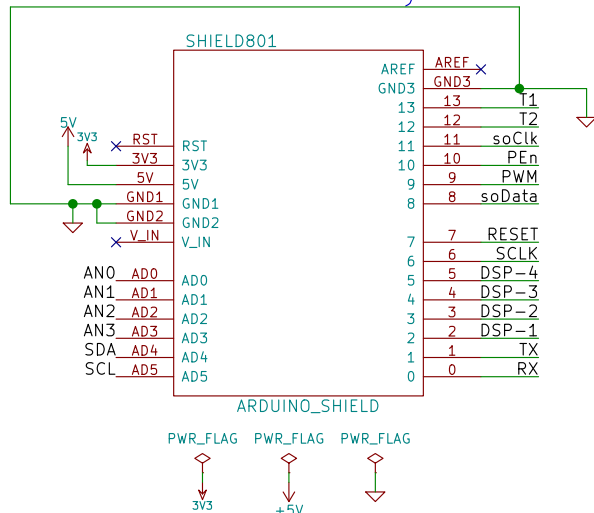 SHIELD801
AREF AREF
GND3 GND3
13 13 T1
12 12 T2
11 11 soClk
10 10 PEn
9 9 PWM
8 8 soData
7 7 RESET
6 6 SCLK
5 5 DSP-4
4 4 DSP-3
3 3 DSP-2
2 2 DSP-1
1 1 TX
0 0 RX
5V
3V3
RST RST
3V3 3V3
5V 5V
GND1 GND1
GND2 GND2
V_IN V_IN
AN0 AD0 AD0
AN1 AD1 AD1
AN2 AD2 AD2
AN3 AD3 AD3
SDA AD4 AD4
SCL AD5 AD5
ARDUINO_SHIELD
PWR_FLAG PWR_FLAG PWR_FLAG
3V3 +5V